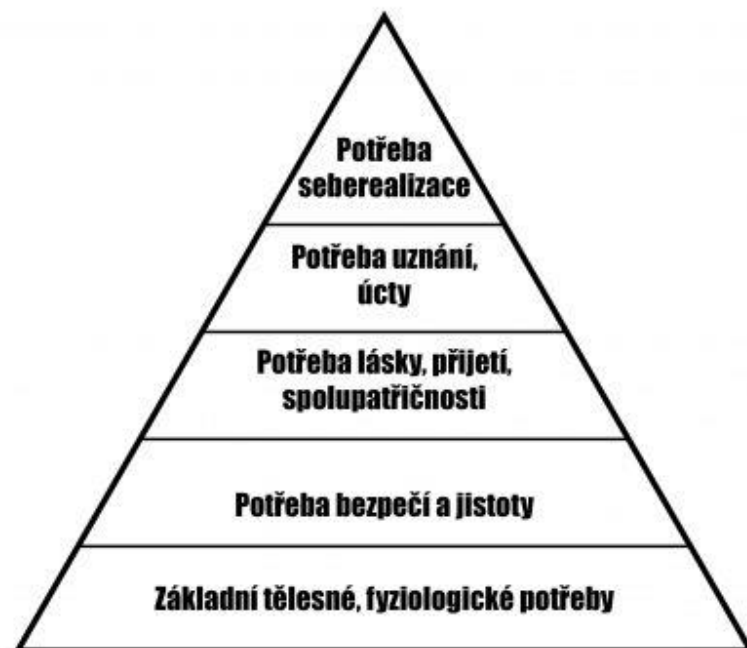 Potřeba
seberealizace
Potřeba uznání,
úcty
Potřeba lásky, přijetí,
spolupatřičnosti
Potřeba bezpečí a jistoty
Základní tělesné, fyziologické potřeby